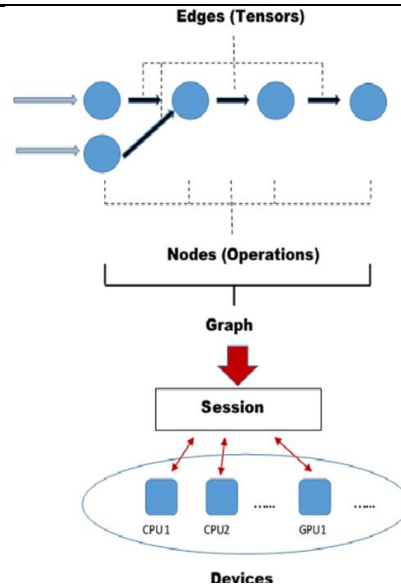 Edges (Tensors)
Nodes (Operations)
Graph
Session
...... ......
CPU1 CPU2 GPU1
Devices